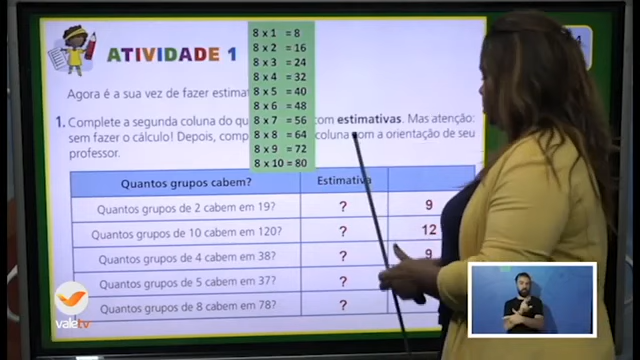 ATIVIDADE 1
8 x 1 = 8
8 x 2 = 16
8 x 3 = 24
8 x 4 = 32
8 x 5 = 40
8 x 6 = 48
8 x 7 = 56
8 x 8 = 64
8 x 9 = 72
8 x 10 = 80
Agora é a sua vez de fazer
1. Complete a segunda coluna do com estimativas. Mas atenção:
sem fazer o cálculo! Depois, coluna com a orientação de seu
professor.
Quantos grupos cabem? Estimativa
Quantos grupos de 2 cabem em 19? ? 9
Quantos grupos de 10 cabem em 120? ? 12
Quantos grupos de 4 cabem em 38? ? 9
Quantos grupos de 5 cabem em 37? ?
Quantos grupos de 8 cabem em 78? ?
valetv